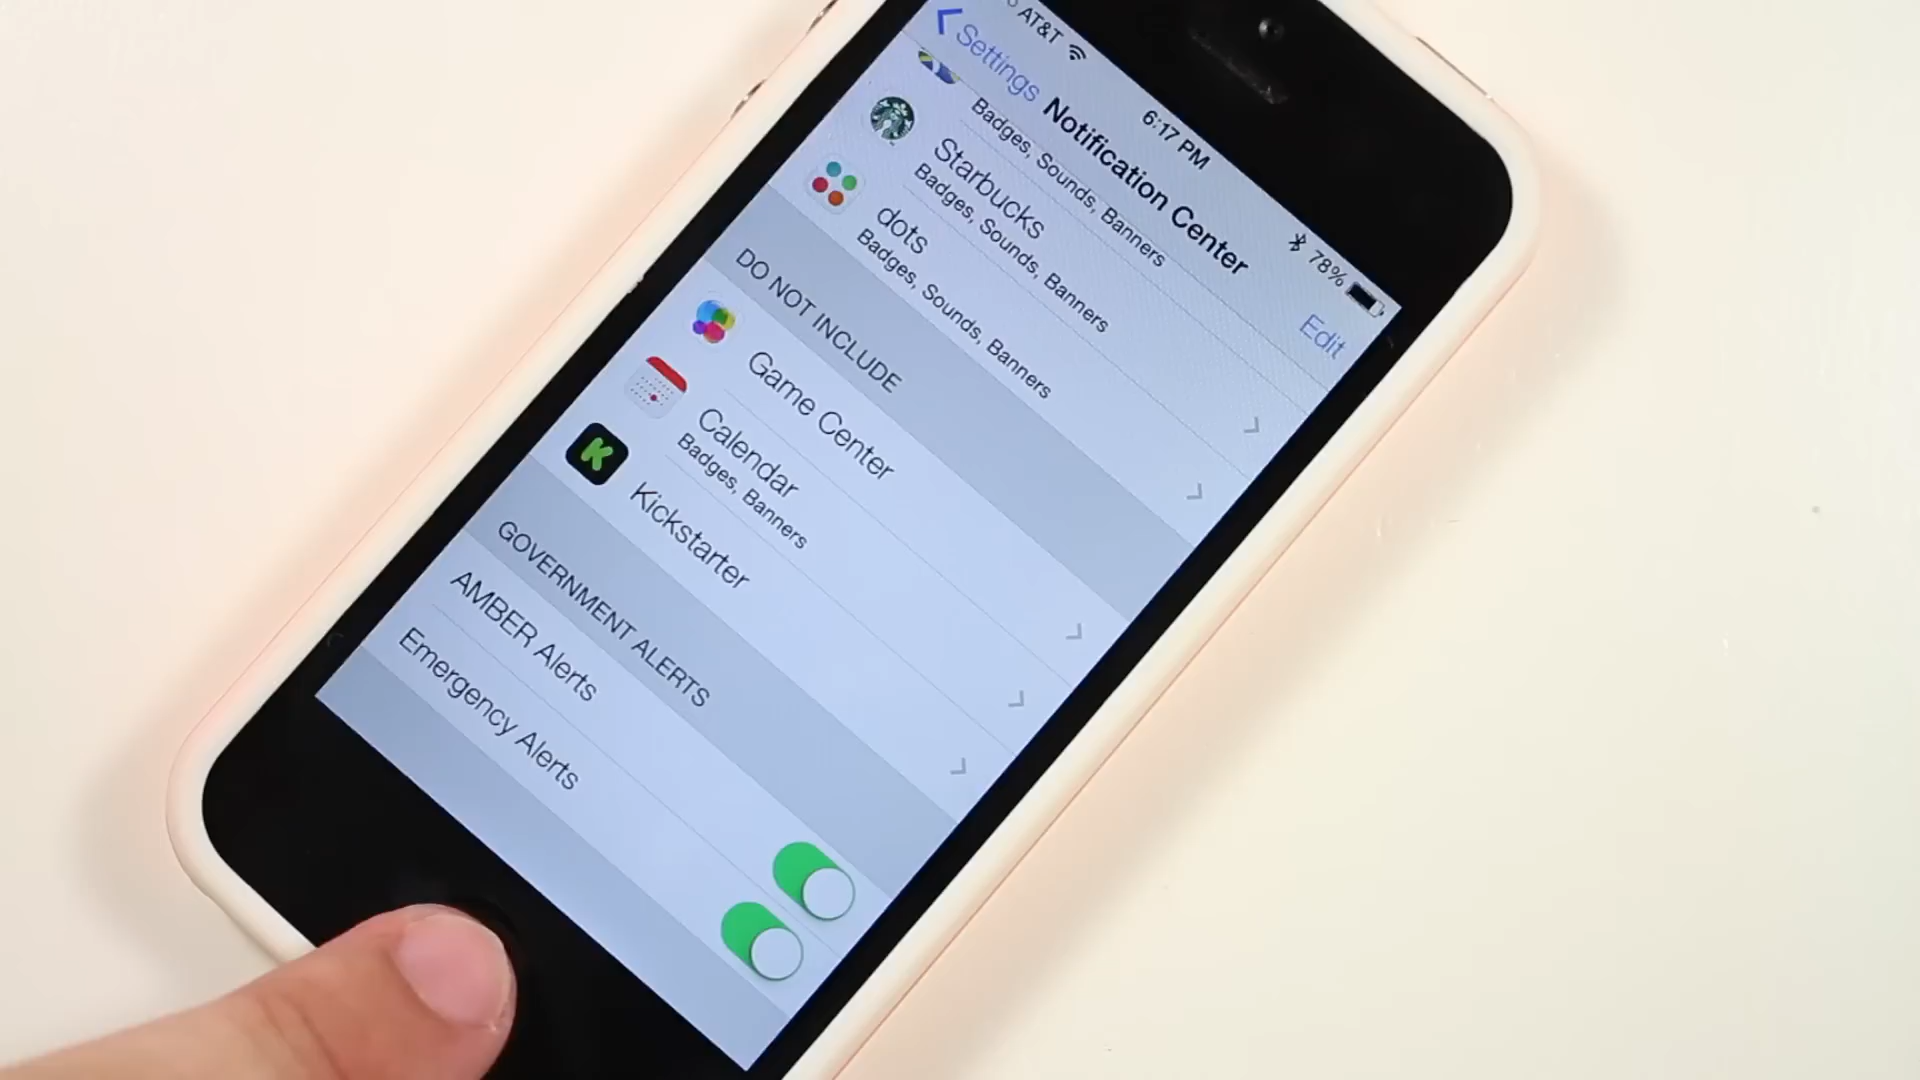 AT&T
6:17 PM
78%
Settings
Notification Center
Edit
Badges, Sounds, Banners
Starbucks
Badges, Sounds, Banners
dots
Badges, Sounds, Banners
DO NOT INCLUDE
Game Center
Calendar
Badges, Banners
Kickstarter
GOVERNMENT ALERTS
AMBER Alerts
Emergency Alerts